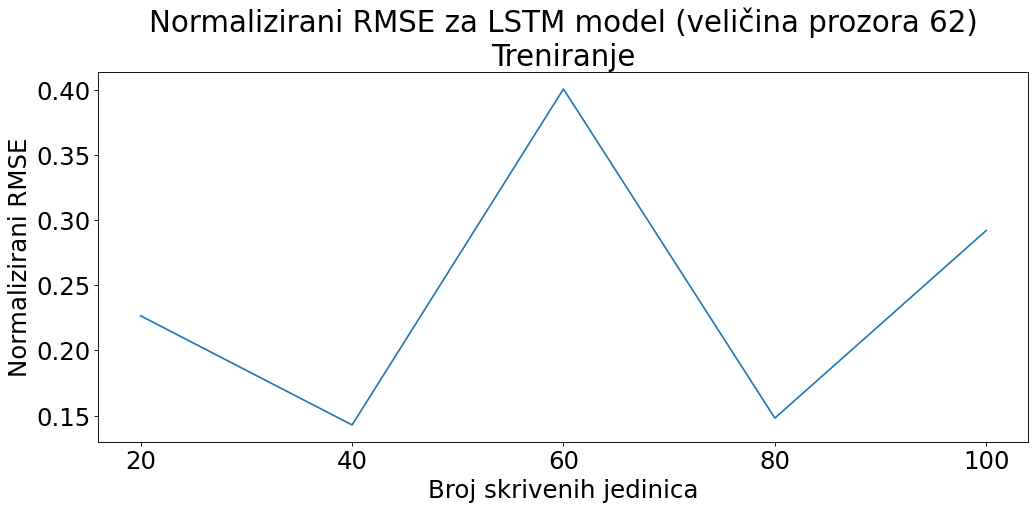 Normalizirani RMSE za LSTM model (veličina prozora 62)
Treniranje
Normalizirani RMSE
0.40
0.35
0.30
0.25
0.20
0.15
20 40 60 80 100
Broj skrivenih jedinica